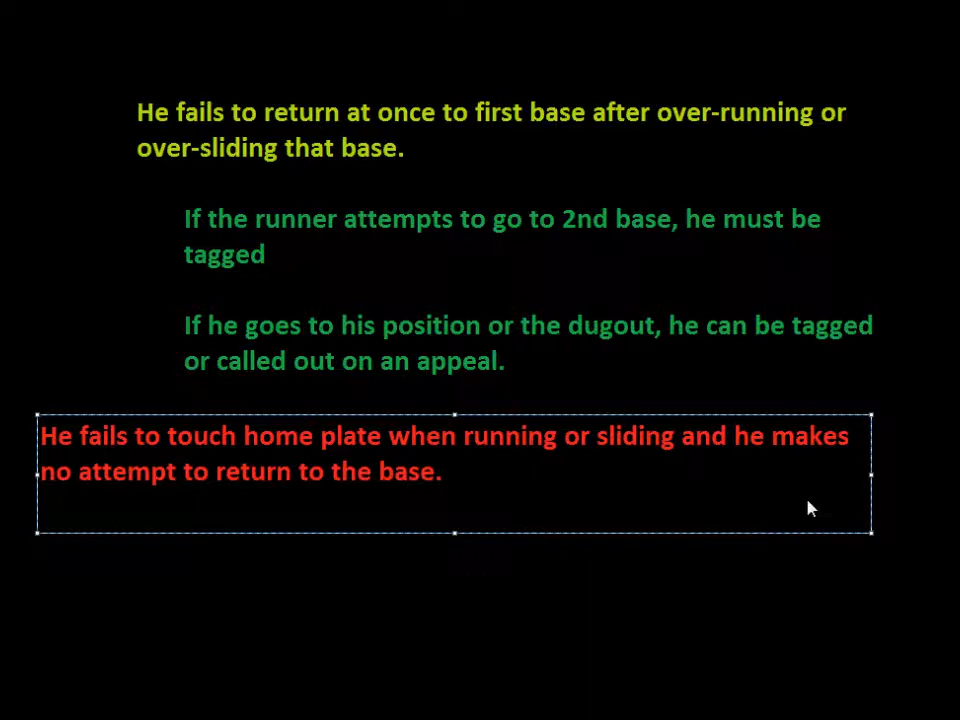 He fails to return at once to first base after over-running or
over-sliding that base.
If the runner attempts to go to 2nd base, he must be
tagged
If he goes to his position or the dugout, he can be tagged
or called out on an appeal.
He fails to touch home plate when running or sliding and he makes
no attempt to return to the base.